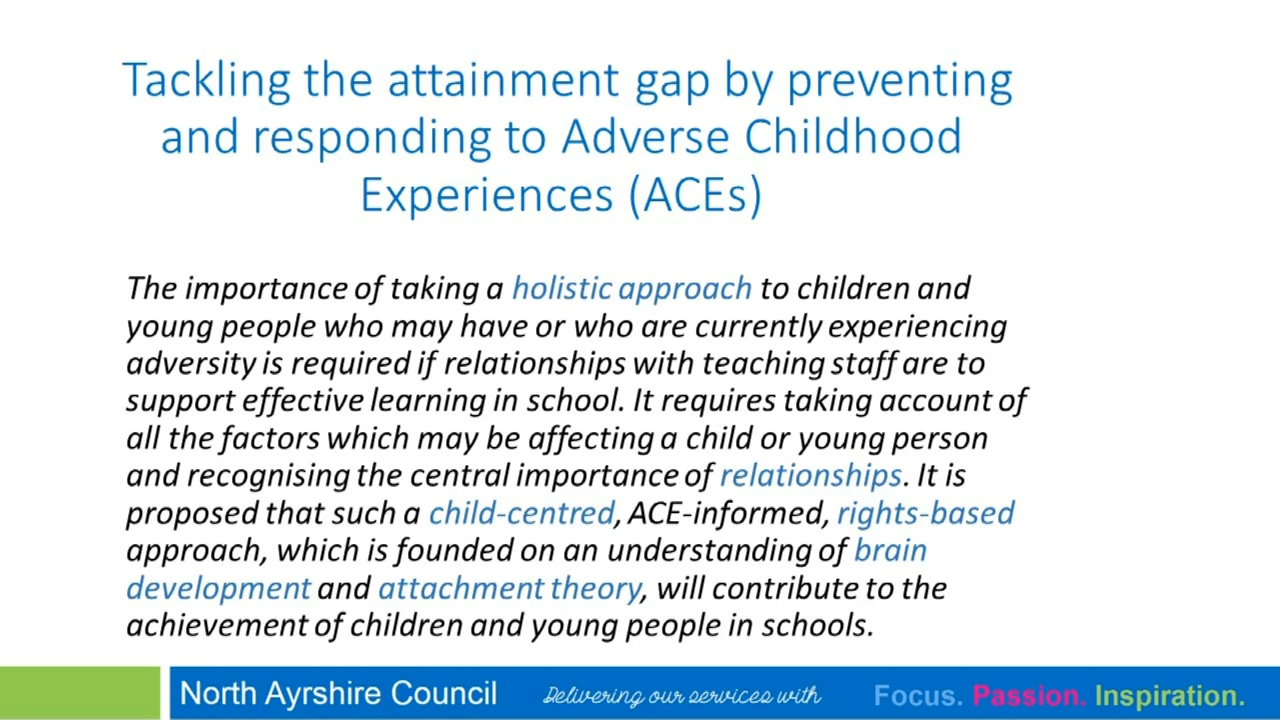 Tackling the attainment gap by preventing
and responding to Adverse Childhood
Experiences (ACEs)
The importance of taking a holistic approach to children and
young people who may have or who are currently experiencing
adversity is required if relationships with teaching staff are to
support effective learning in school. It requires taking account of
all the factors which may be affecting a child or young person
and recognising the central importance of relationships. It is
proposed that such a child-centred, ACE-informed, rights-based
approach, which is founded on an understanding of brain
development and attachment theory, will contribute to the
achievement of children and young people in schools.
North Ayrshire Council Delivering our services with Focus. Passion. Inspiration.